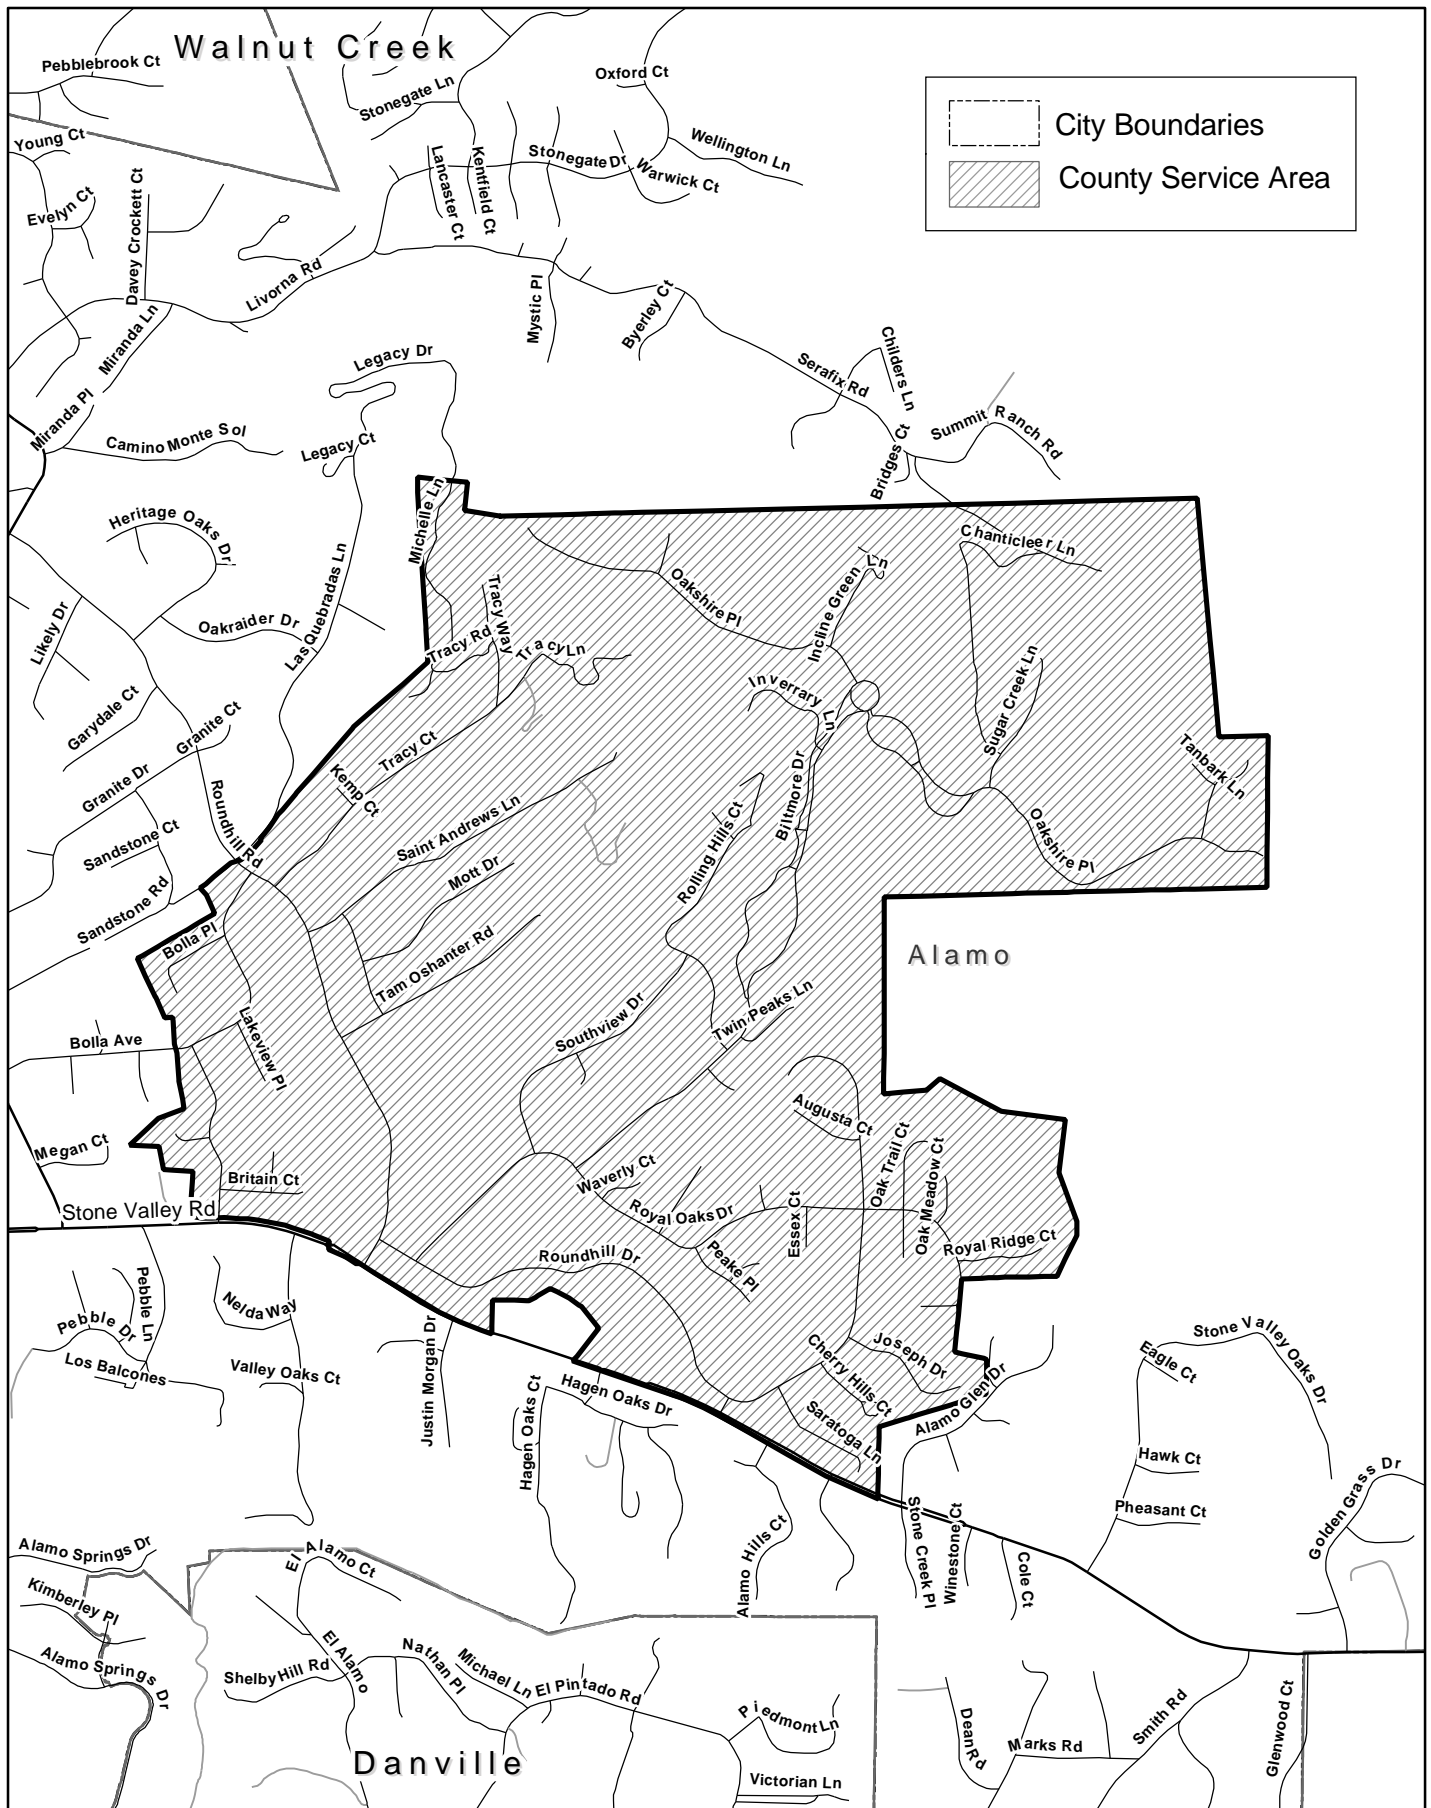 Walnut Creek
Pebblebrook Ct
Oxford Ct
Stonegate Ln
City Boundaries
Young Ct
Wellington Ln
Lancaster Ct
Kentfield Ct
Stonegate Dr
Warwick Ct
County Service Area
Evelyn Ct
Davey Crockett Ct
Livorna Rd
Mystic Pl
Byerley Ct
Miranda Ln
Legacy Dr
Serafix Rd
Childers Ln
Miranda Pl
Camino Monte Sol
Legacy Ct
Summit Ranch Rd
Bridges Ct
Michelle Ln
Heritage Oaks Dr
Chanticleer Ln
Las Quebradas Ln
Tracy Way
Oakshire Pl
Incline Green Ln
Likely Dr
Oakraider Dr
Tracy Rd
Tracy Ln
Inverrary Ln
Sugar Creek Ln
Garydale Ct
Granite Ct
Tracy Ct
Tanbark Ln
Granite Dr
Kemp Ct
Roundhill Rd
Biltmore Dr
Saint Andrews Ln
Rolling Hills Ct
Oakshire Pl
Sandstone Ct
Mott Dr
Sandstone Rd
Bolla Pl
Tam Oshanter Rd
Alamo
Bolla Ave
Lakeview Pl
Southview Dr
Twin Peaks Ln
Augusta Ct
Megan Ct
Oak Trail Ct
Oak Meadow Ct
Britain Ct
Waverly Ct
Stone Valley Rd
Royal Oaks Dr
Essex Ct
Royal Ridge Ct
Roundhill Dr
Peake Pl
Pebble Ln
Nelda Way
Pebble Dr
Los Balcones
Valley Oaks Ct
Justin Morgan Dr
Cherry Hills Ct
Joseph Dr
Stone Valley Oaks Dr
Eagle Ct
Hagen Oaks Ct
Hagen Oaks Dr
Saratoga Ln
Alamo Glen Dr
Hawk Ct
Golden Grass Dr
Pheasant Ct
Alamo Springs Dr
El Alamo Ct
Alamo Hills Ct
Stone Creek Pl
Winestone Ct
Cole Ct
Kimberley Pl
Alamo Springs Dr
Shelby Hill Rd
El Alamo
Nathan Pl
Michael Ln
El Pintado Rd
Piedmont Ln
Dean Rd
Marks Rd
Smith Rd
Glenwood Ct
Danville
Victorian Ln